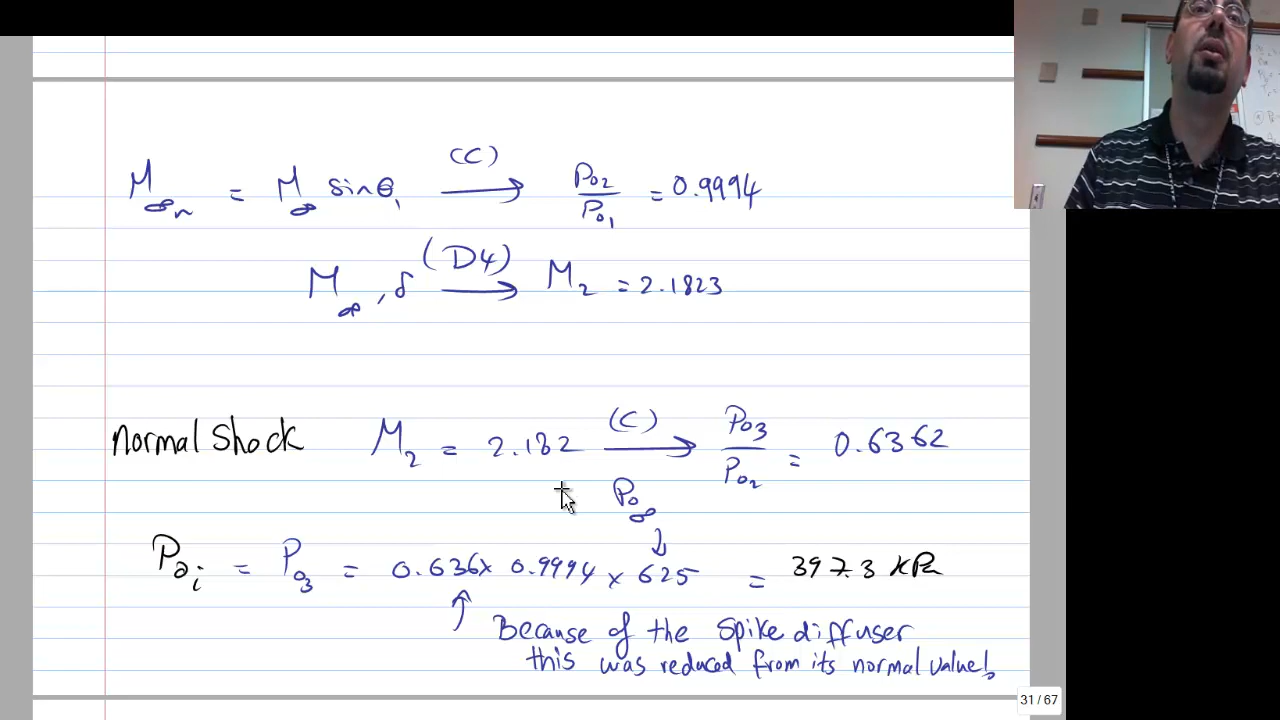 M∞n = M∞ sinθ1 (C) → Po2/Po1 = 0.9994
M∞, δ (D4) → M2 = 2.1823
Normal Shock M2 = 2.182 (C) → Po3/Po2 = 0.6362
Po∞ ↓
Poi = Po3 = 0.636 x 0.9994 x 625 = 397.3 kPa
↑ Because of the spike diffuser
this was reduced from its normal value!
31 / 67